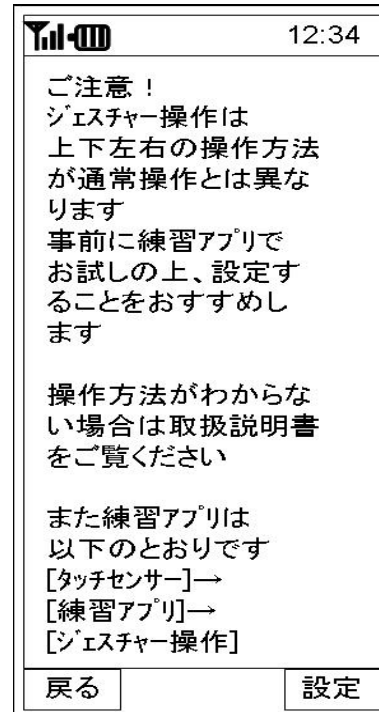 12:34
ご注意！
ｼﾞｪｽﾁｬｰ操作は
上下左右の操作方法
が通常操作とは異な
ります
事前に練習ｱﾌﾟﾘで
お試しの上、設定す
ることをおすすめし
ます
操作方法がわからな
い場合は取扱説明書
をご覧ください
また練習ｱﾌﾟﾘは
以下のとおりです
[ﾀｯﾁｾﾝｻｰ]→
[練習ｱﾌﾟﾘ]→
[ｼﾞｪｽﾁｬｰ操作]
戻る
設定